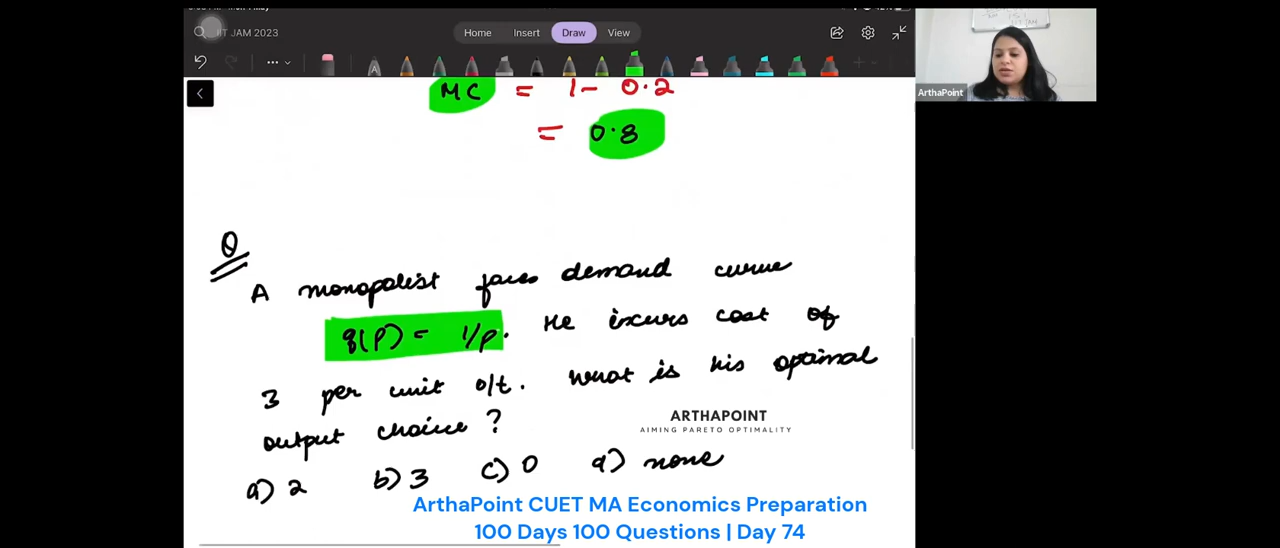 IIT JAM 2023
Home Insert Draw View
ArthaPoint
MC = 1 - 0.2
= 0.8
Q
A monopolist faces demand curve
q(P) = 1/P. He incurs cost of
3 per unit o/t. What is his optimal
output choice?
ARTHAPOINT
AIMING PARETO OPTIMALITY
a) 2 b) 3 c) 0 d) none
ArthaPoint CUET MA Economics Preparation
100 Days 100 Questions | Day 74